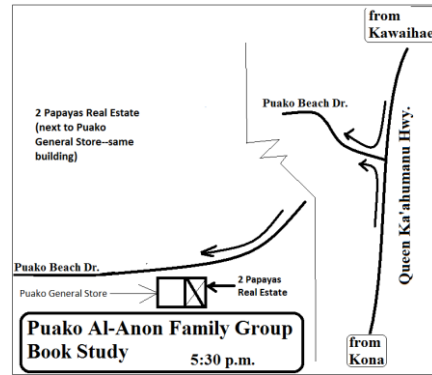 from
Kawaihae
2 Papayas Real Estate
(next to Puako
General Store--same
building)
Puako Beach Dr.
Queen Ka'ahumanu Hwy.
Puako Beach Dr.
Puako General Store
2 Papayas
Real Estate
Puako Al-Anon Family Group
Book Study
5:30 p.m.
from
Kona